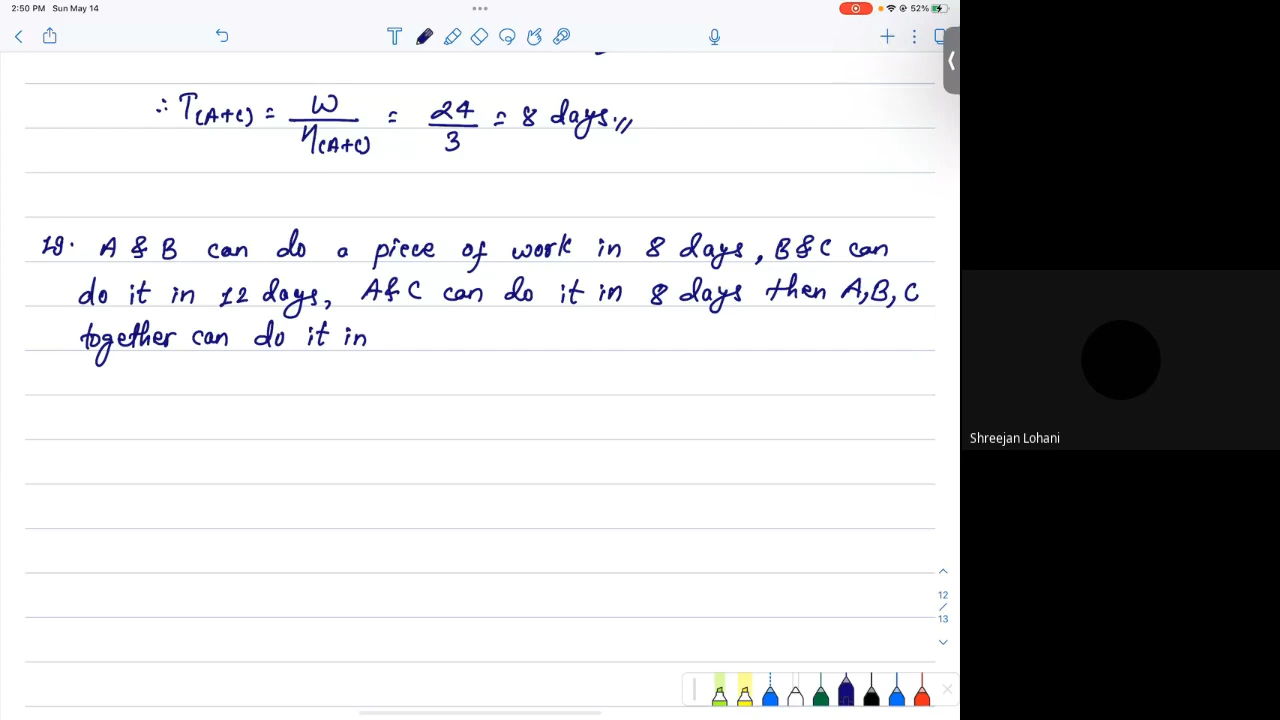 2:50 PM Sun May 14
52%
T
∴ T(A+C) = W/η(A+C) = 24/3 = 8 days.//
19. A & B can do a piece of work in 8 days, B&C can
do it in 12 days, A&C can do it in 8 days then A, B, C
together can do it in
Shreejan Lohani
12
/
13